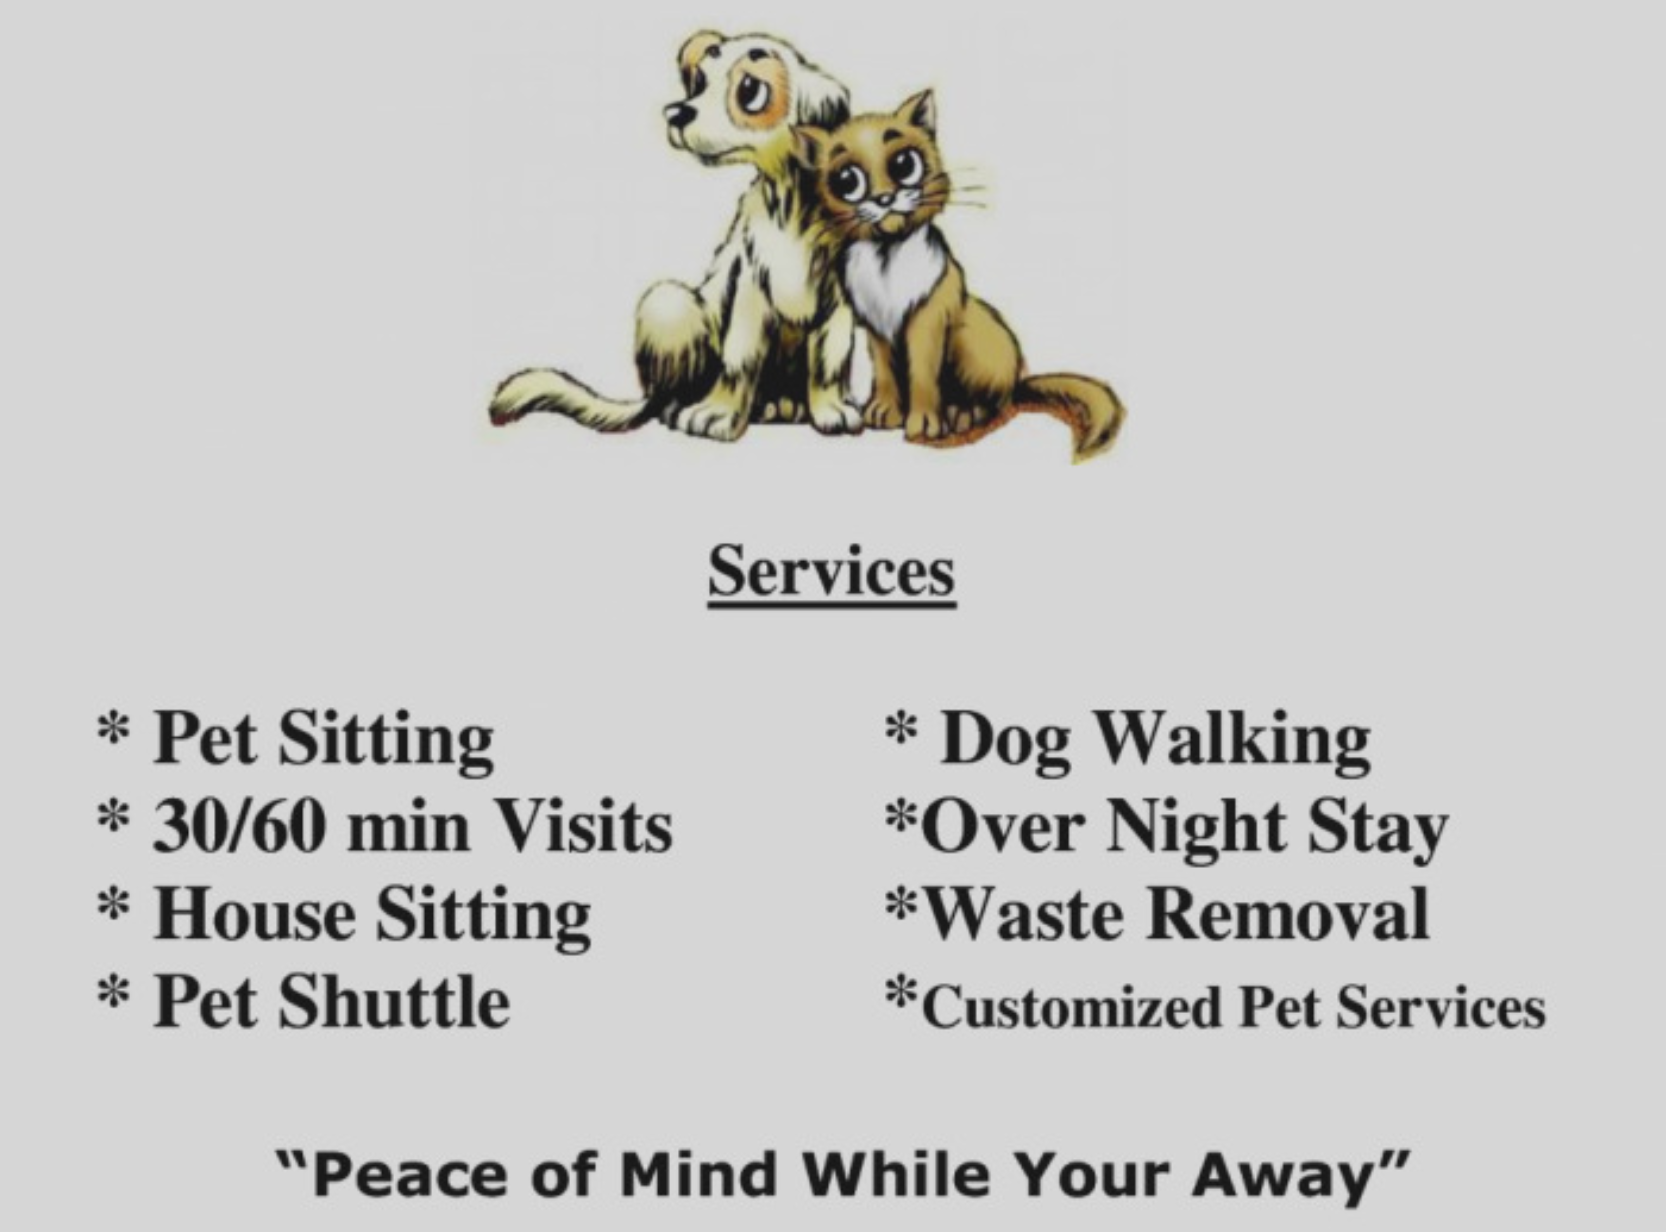 Services
* Pet Sitting
* 30/60 min Visits
* House Sitting
* Pet Shuttle
* Dog Walking
*Over Night Stay
*Waste Removal
*Customized Pet Services
“Peace of Mind While Your Away”